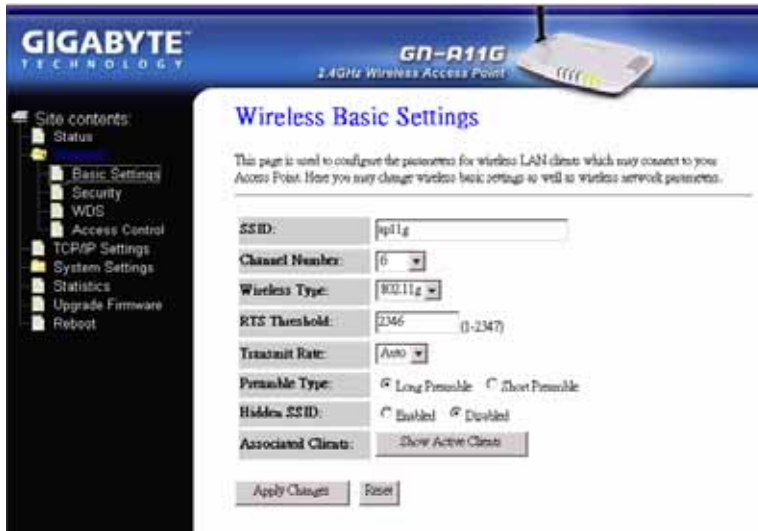 GIGABYTE
TECHNOLOGY
GN-A11G
2.4GHz Wireless Access Point
Site contents:
Status
Wireless
Basic Settings
Security
WDS
Access Control
TCP/IP Settings
System Settings
Statistics
Upgrade Firmware
Reboot
Wireless Basic Settings
This page is used to configure the parameters for wireless LAN clients which may connect to your
Access Point. Here you may change wireless basic settings as well as wireless network parameters.
SSID:
ap11g
Channel Number:
6
Wireless Type:
802.11g
RTS Threshold:
2346 (1-2347)
Transmit Rate:
Auto
Preamble Type:
Long Preamble Short Preamble
Hidden SSID:
Enabled Disabled
Associated Clients:
Show Active Clients
Apply Changes Reset